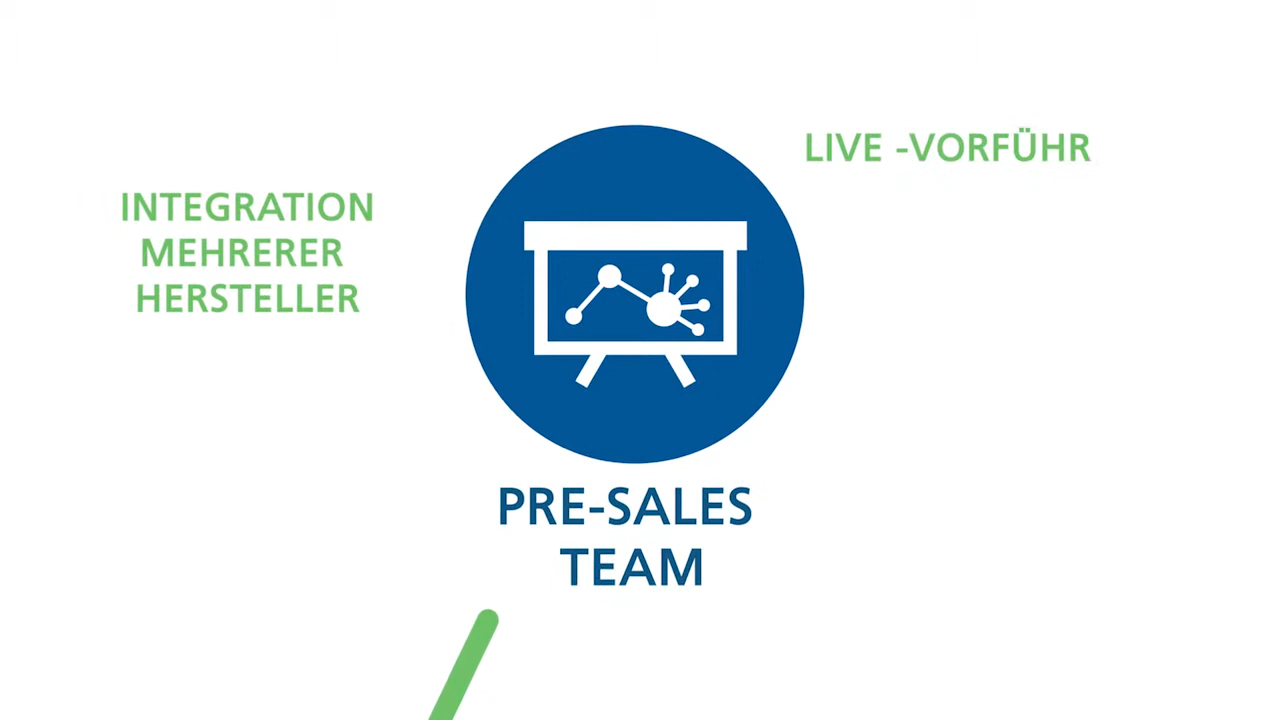 INTEGRATION
MEHRERER
HERSTELLER
LIVE -VORFÜHR
PRE-SALES
TEAM